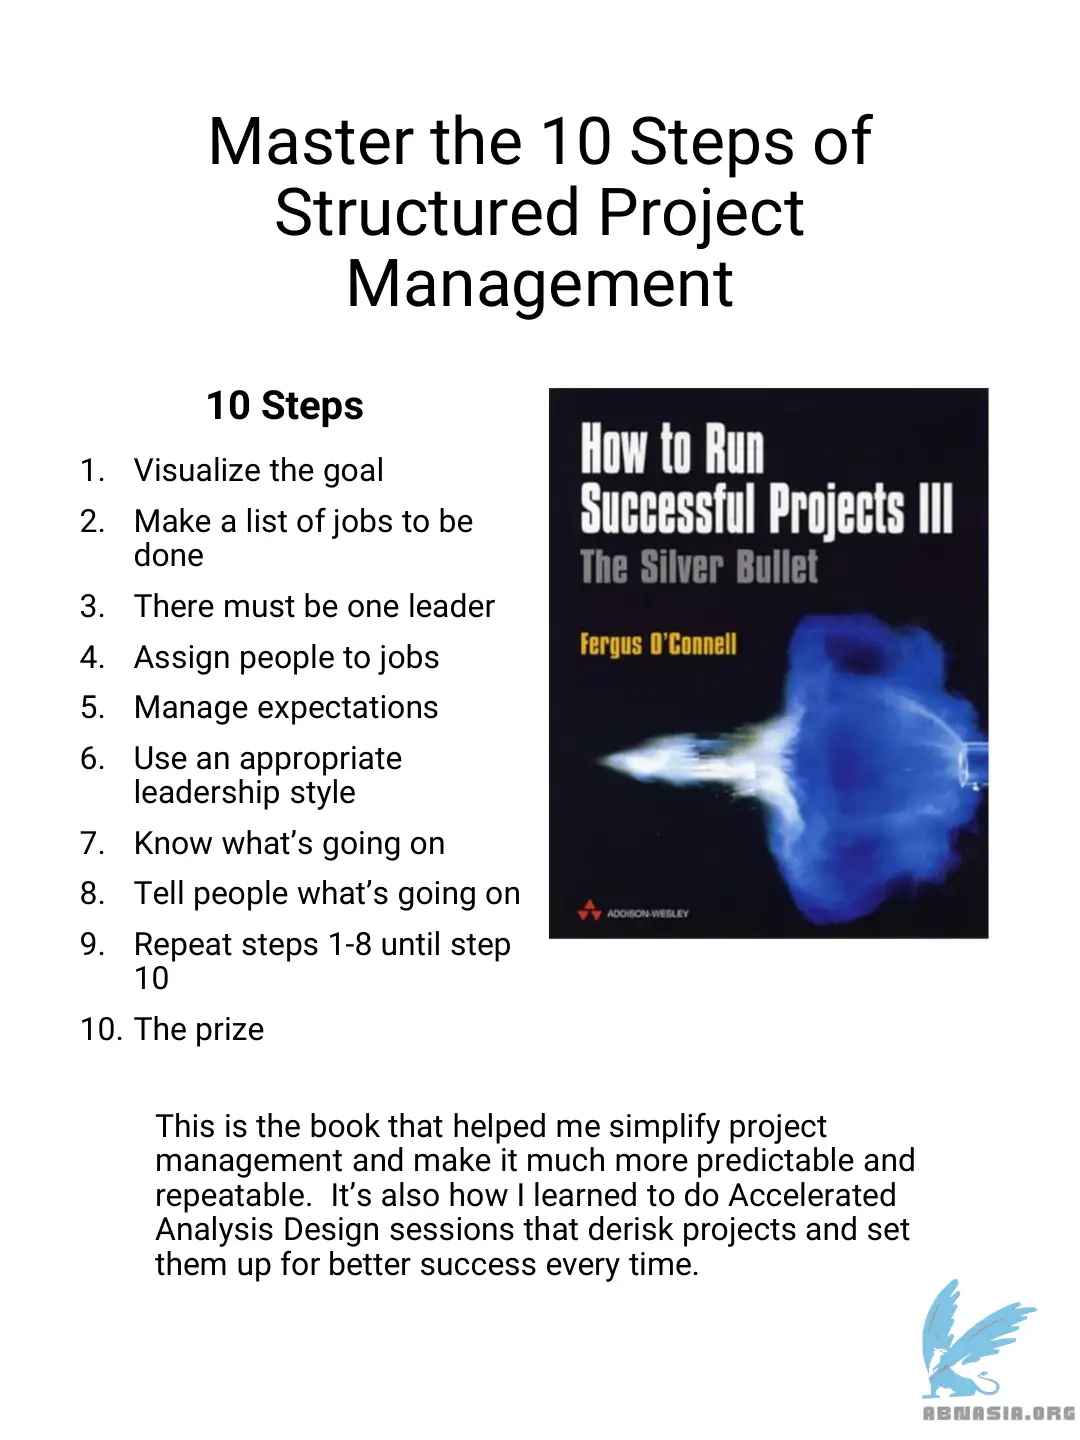 Master the 10 Steps of
Structured Project
Management
10 Steps
1. Visualize the goal
2. Make a list of jobs to be
done
3. There must be one leader
4. Assign people to jobs
5. Manage expectations
6. Use an appropriate
leadership style
7. Know what’s going on
8. Tell people what’s going on
9. Repeat steps 1-8 until step
10
10. The prize
How to Run
Successful Projects III
The Silver Bullet
Fergus O'Connell
ADDISON-WESLEY
This is the book that helped me simplify project
management and make it much more predictable and
repeatable.  It’s also how I learned to do Accelerated
Analysis Design sessions that derisk projects and set
them up for better success every time.
ABNASIA.ORG